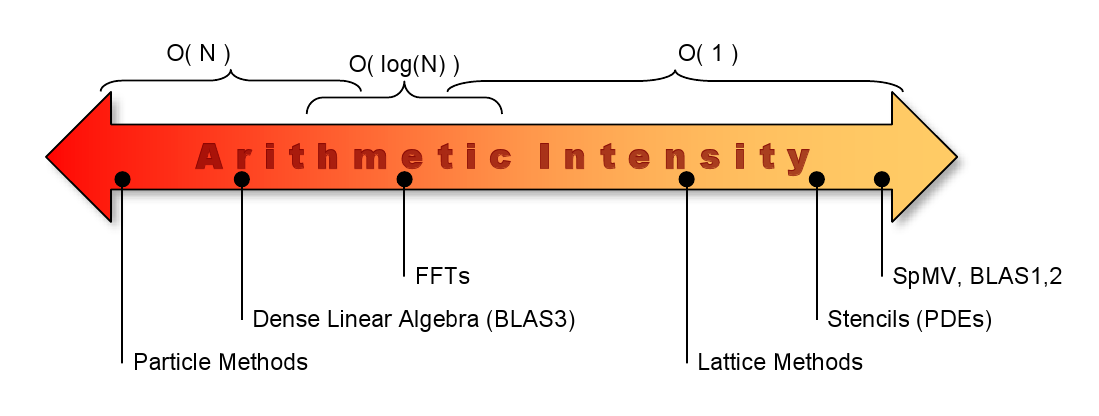 O( N )
O( log(N) )
O( 1 )
Arithmetic Intensity
FFTs
SpMV, BLAS1,2
Dense Linear Algebra (BLAS3)
Stencils (PDEs)
Particle Methods
Lattice Methods